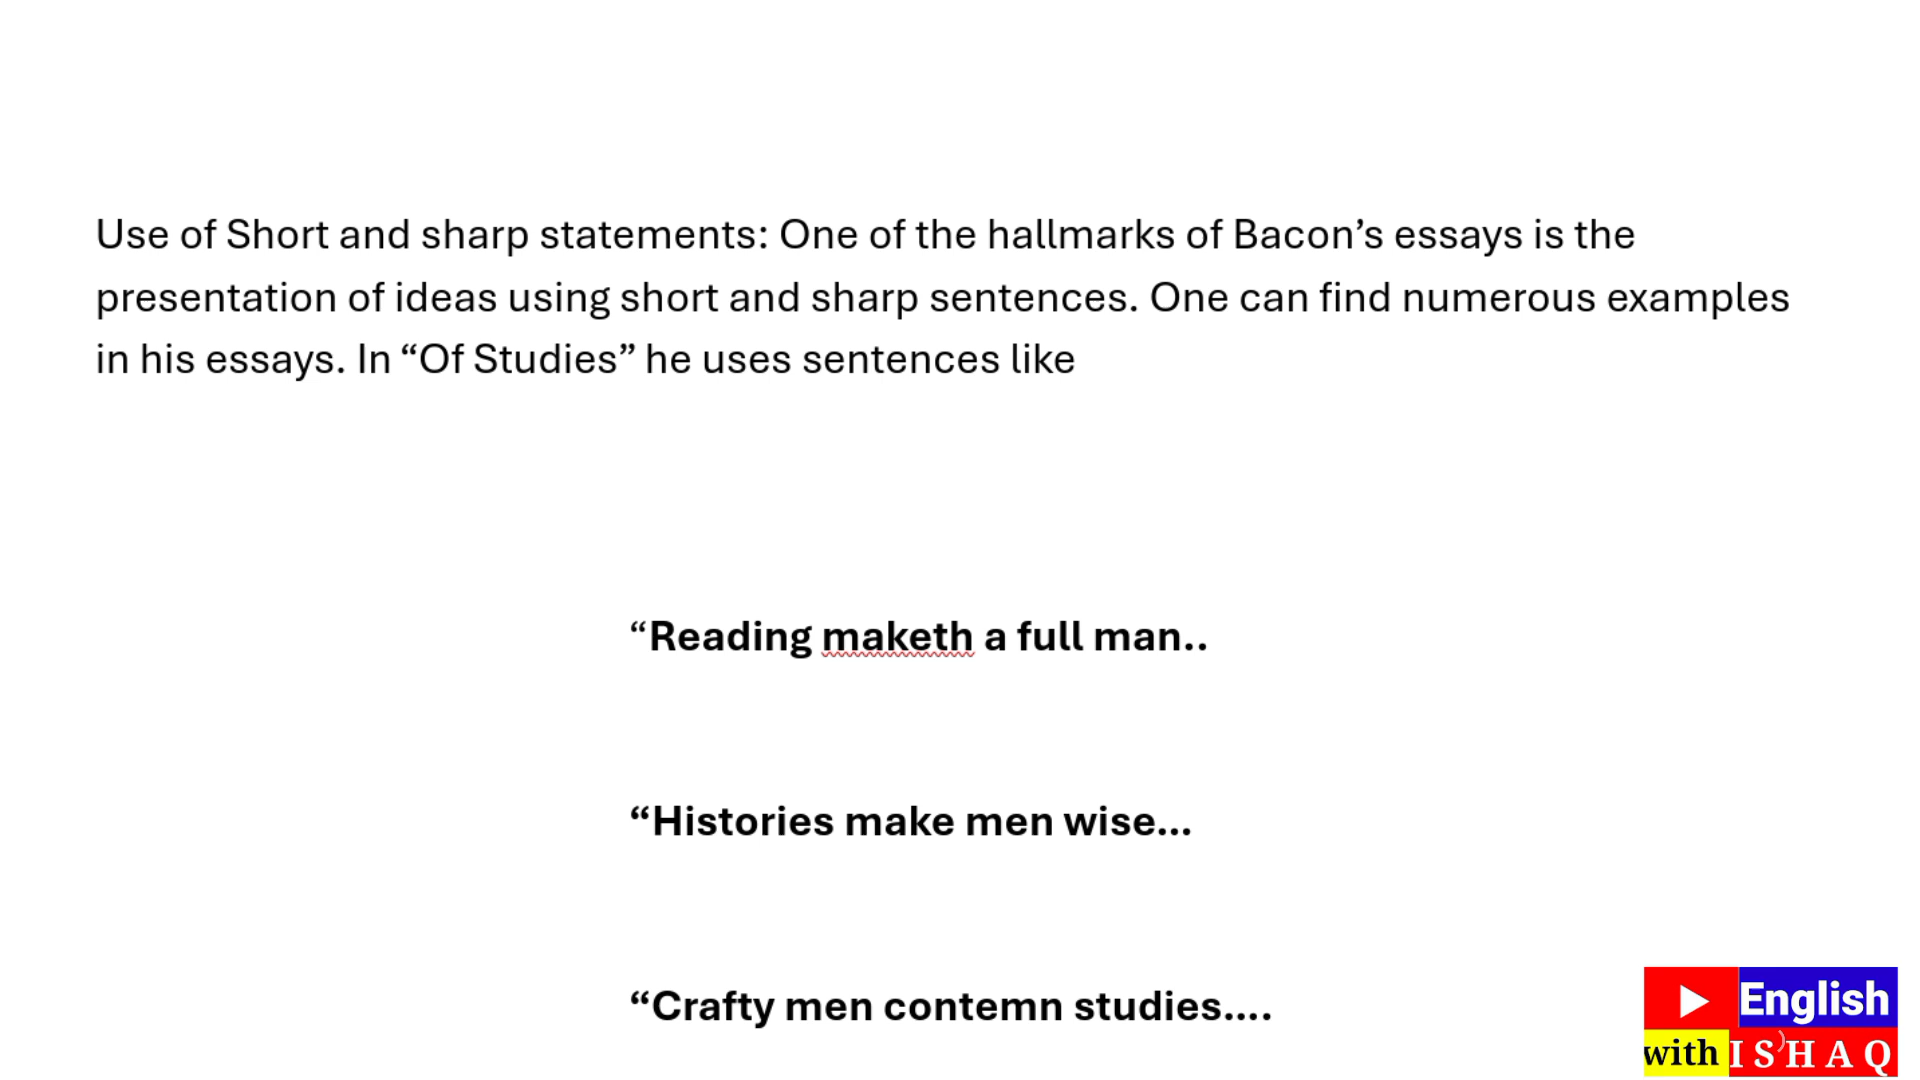 Use of Short and sharp statements: One of the hallmarks of Bacon’s essays is the
presentation of ideas using short and sharp sentences. One can find numerous examples
in his essays. In “Of Studies” he uses sentences like
“Reading maketh a full man..
“Histories make men wise...
“Crafty men contemn studies....
English
with ISHAQ